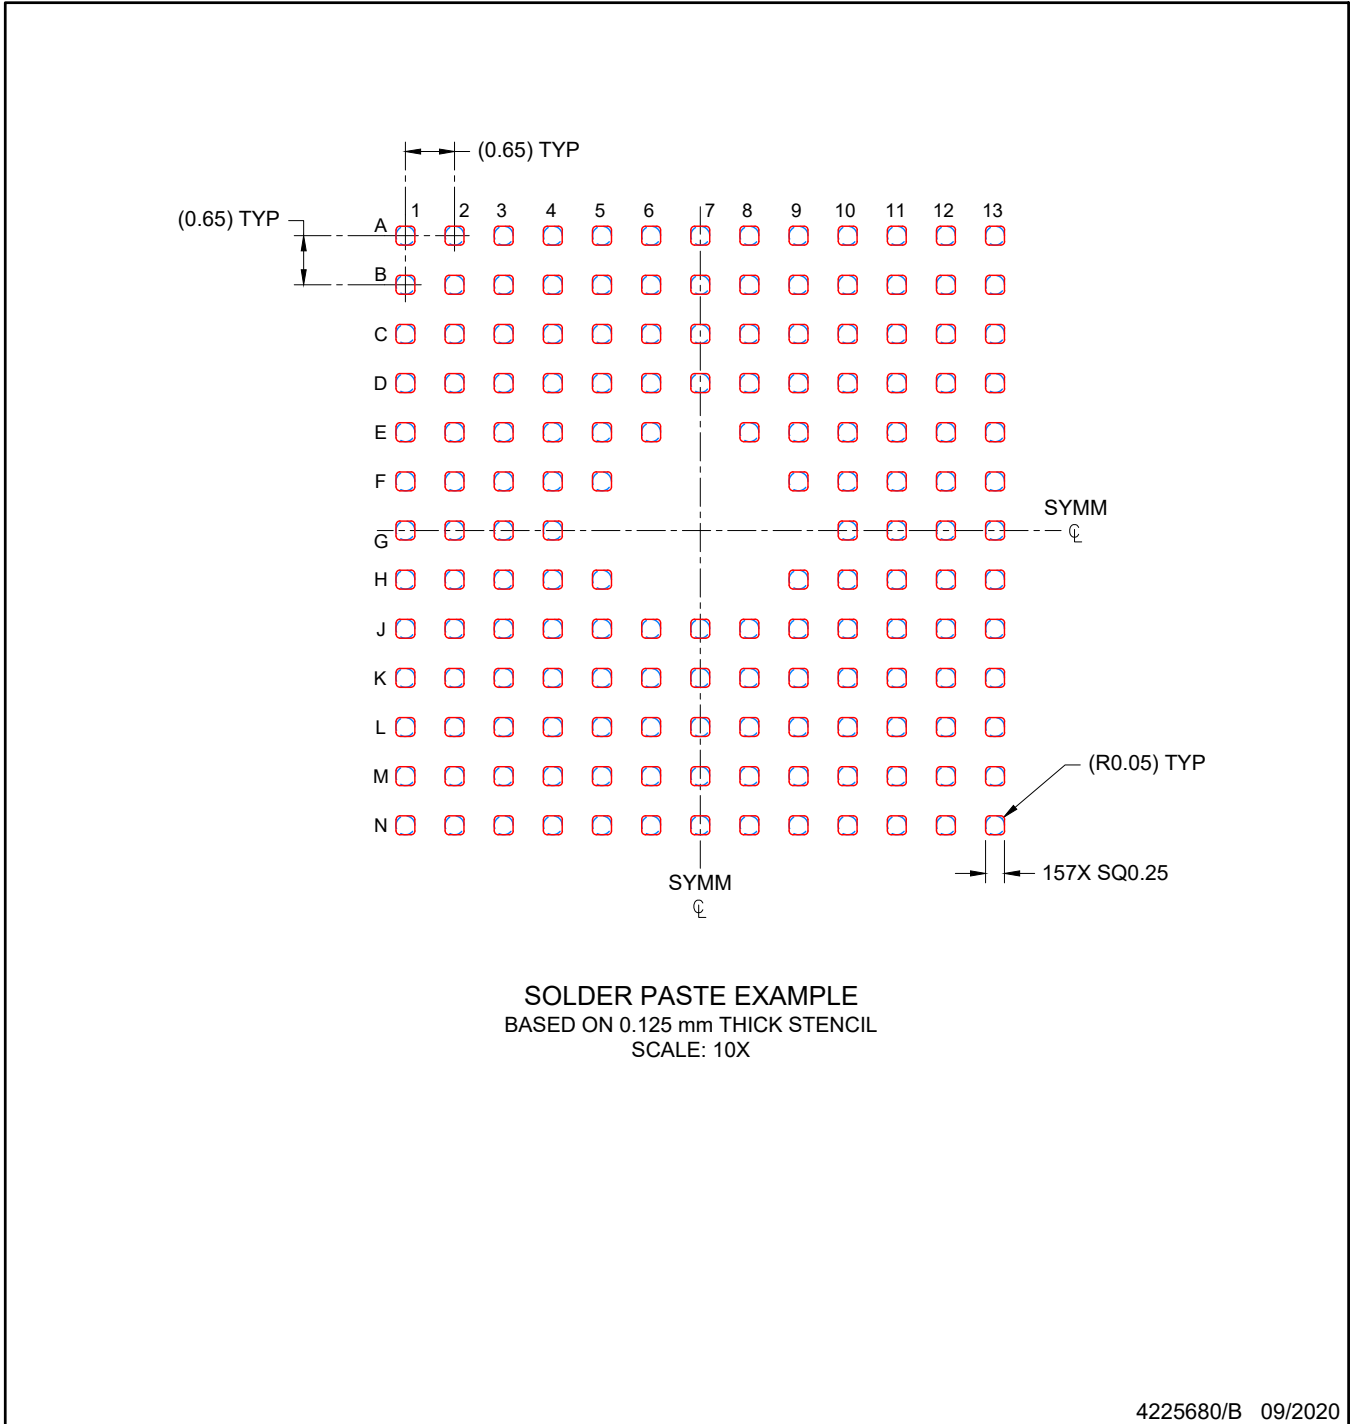 (0.65) TYP
(0.65) TYP
1 2 3 4 5 6 7 8 9 10 11 12 13
A
B
C
D
E
F
SYMM
℄
G
H
J
K
L
M
(R0.05) TYP
N
157X SQ0.25
SYMM
℄
SOLDER PASTE EXAMPLE
BASED ON 0.125 mm THICK STENCIL
SCALE: 10X
4225680/B 09/2020